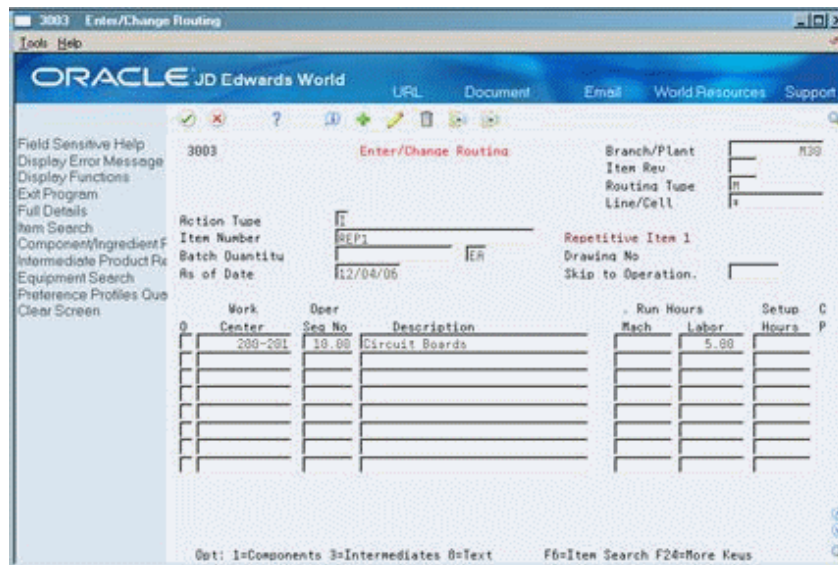 3003 Enter/Change Routing
Tools Help
ORACLE JD Edwards World
URL Document Email World Resources Support
Field Sensitive Help
Display Error Message
Display Functions
Exit Program
Full Details
Item Search
Component/Ingredient F
Intermediate Product Re
Equipment Search
Preference Profiles Que
Clear Screen
3003 Enter/Change Routing Branch/Plant M30
Item Rev
Routing Type M
Line/Cell *
Action Type I
Item Number REP1 Repetitive Item 1
Batch Quantity EA Drawing No
As of Date 12/04/06 Skip to Operation.
Work Oper . Run Hours Setup C
O Center Seq No Description Mach Labor Hours P
200-201 10.00 Circuit Boards 5.00
Opt: 1=Components 3=Intermediates 8=Text F6=Item Search F24=More Keys